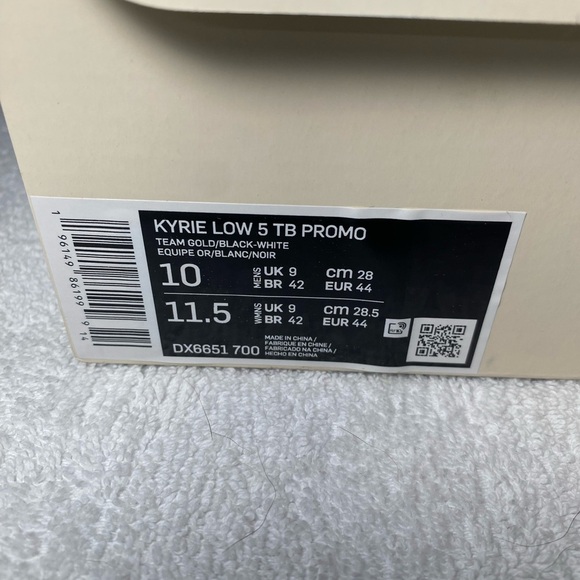 KYRIE LOW 5 TB PROMO
TEAM GOLD/BLACK-WHITE
EQUIPE OR/BLANC/NOIR
10 MENS UK 9 cm 28
BR 42 EUR 44
11.5 WMNS UK 9 cm 28.5
BR 42 EUR 44
DX6651 700
MADE IN CHINA /
FABRIQUE EN CHINE /
FABRICADO NA CHINA /
HECHO EN CHINA
1 96149 86199 9 14